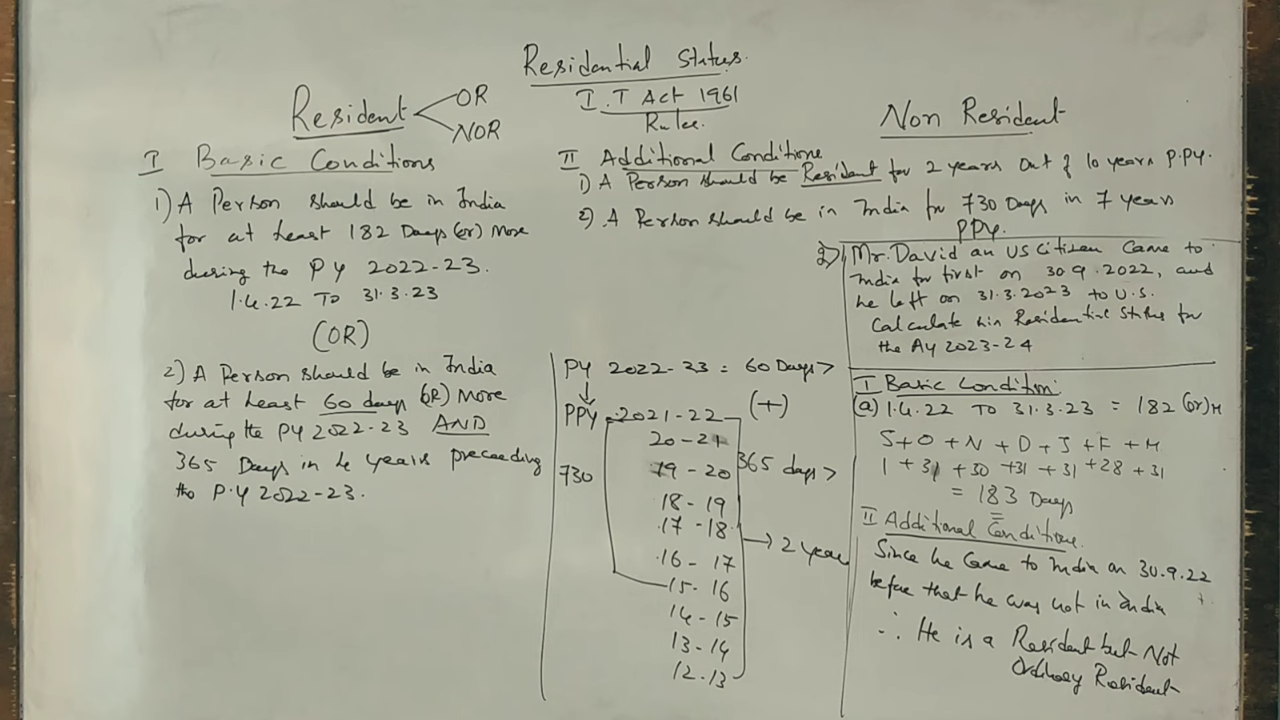 Residential Status.
I.T Act 1961
Rules.
Resident
OR
NOR
Non Resident
I Basic Conditions
1) A Person should be in India
for at least 182 Days (or) More
during the PY 2022-23.
1.4.22 TO 31.3.23
(OR)
2) A Person should be in India
for at least 60 days (OR) More
during the PY 2022-23 AND
365 Days in 4 years preceeding
the P.Y 2022-23.
II Additional Conditions
1) A Person should be Resident for 2 years out of 10 years P.PY.
2) A Person should be in India for 730 Days in 7 years
PPY.
PY 2022-23 = 60 Days >
PPY 2021-22 (+)
20-21
730 19-20 365 days >
18-19
17-18
→ 2 years
16-17
15-16
14-15
13-14
12-13
Q) Mr. David an US Citizen Came to
India for first on 30.9.2022, and
he left on 31.3.2023 to U.S.
Calculate his Residential Status for
the AY 2023-24
I Basic Condition:
(a) 1.4.22 TO 31.3.23 = 182 (or) M
S+O+N+D+J+F+M
1+31+30+31+31+28+31
= 183 Days
II Additional Conditions.
Since he Came to India on 30.9.22
before that he was not in India
∴ He is a Resident but Not
Ordinary Resident